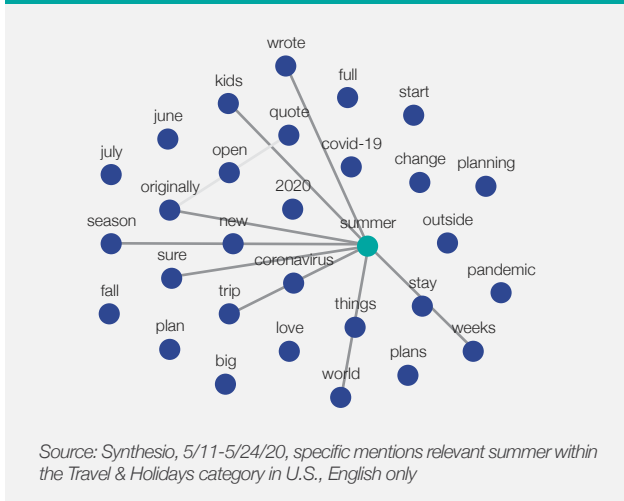 wrote
full
kids
start
quote
june
covid-19
open
july
change
planning
2020
originally
summer
outside
season
new
sure
coronavirus
pandemic
stay
fall
trip
things
weeks
plan
love
plans
big
world
Source: Synthesio, 5/11-5/24/20, specific mentions relevant summer within
the Travel & Holidays category in U.S., English only